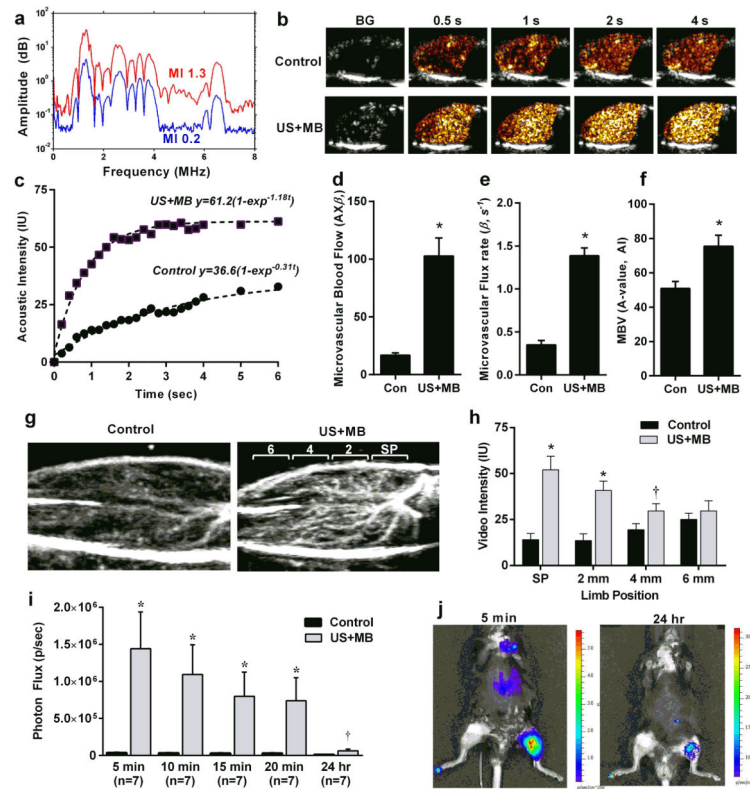 a
Amplitude (dB)
10²
10¹
10⁰
10⁻¹
10⁻²
MI 1.3
MI 0.2
0 2 4 6 8
Frequency (MHz)
b
BG 0.5 s 1 s 2 s 4 s
Control
US+MB
c
Acoustic Intensity (IU)
75
50
25
0
US+MB y=61.2(1-exp-1.18t)
Control y=36.6(1-exp-0.31t)
0 1 2 3 4 5 6
Time (sec)
d
Microvascular Blood Flow (AXβ,)
150
100
50
0
*
Con US+MB
e
Microvascular Flux rate (β, s-1)
2.0
1.5
1.0
0.5
0.0
*
Con US+MB
f
MBV (A-value, AI)
100
80
60
40
20
0
*
Con US+MB
g
Control US+MB
6 4 2 SP
h
Control
US+MB
Video Intensity (IU)
75
50
25
0
* * †
SP 2 mm 4 mm 6 mm
Limb Position
i
Control
US+MB
Photon Flux (p/sec)
2.0×10⁶
1.5×10⁶
1.0×10⁶
5.0×10⁵
0
* * * * †
5 min 10 min 15 min 20 min 24 hr
(n=7) (n=7) (n=7) (n=7) (n=7)
j
5 min 24 hr